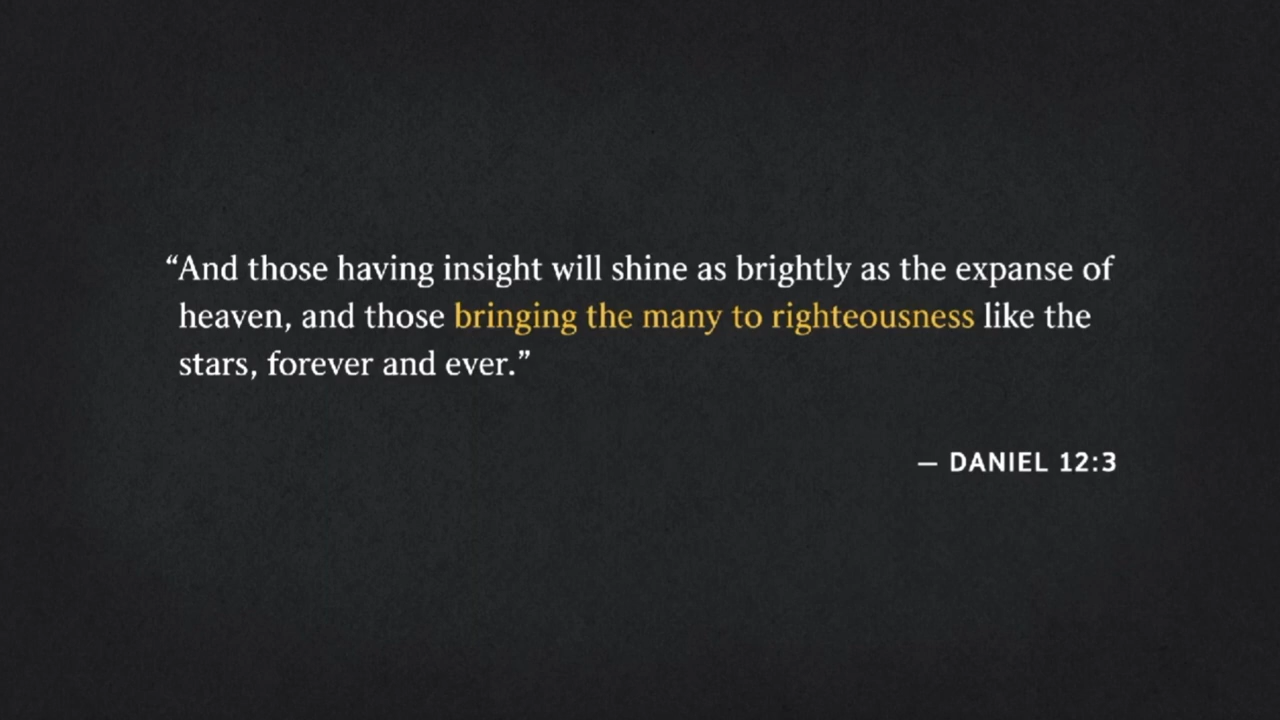 “And those having insight will shine as brightly as the expanse of
heaven, and those bringing the many to righteousness like the
stars, forever and ever.”
— DANIEL 12:3